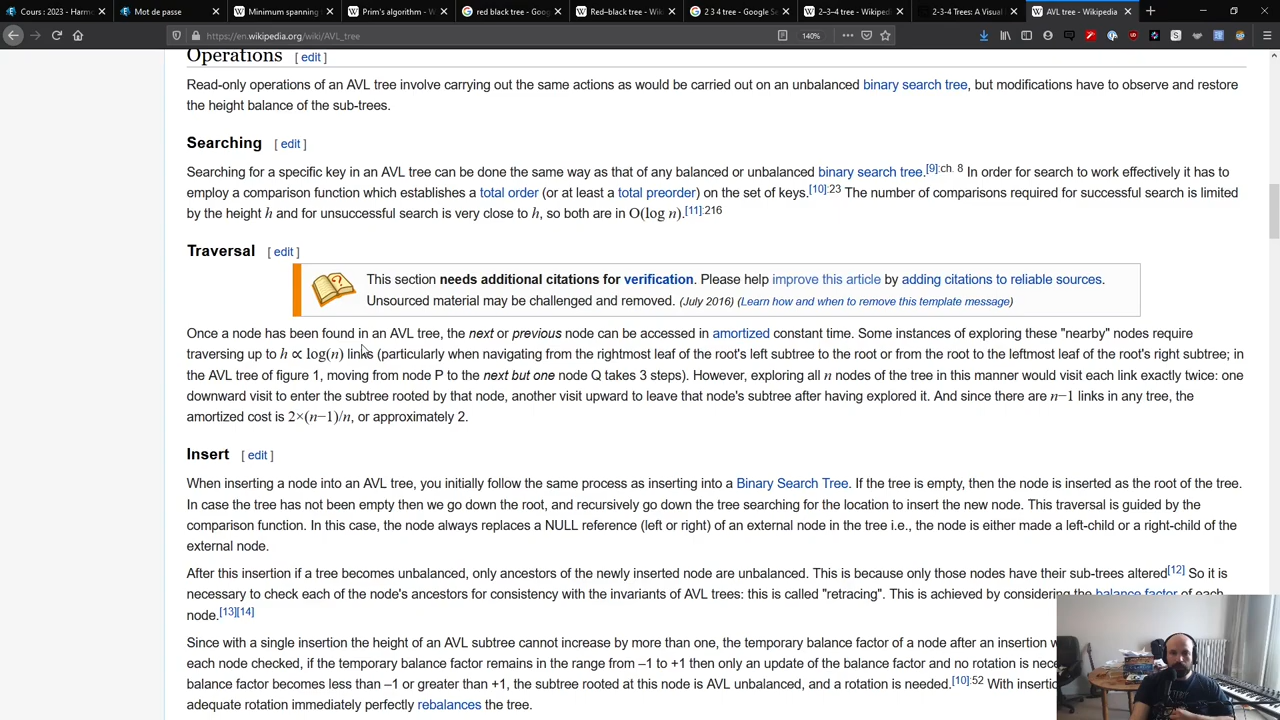 Cours : 2023 - Harmo
Mot de passe
Minimum spanning
Prim's algorithm - W
red black tree - Goog
Red–black tree - Wik
2 3 4 tree - Google Se
2–3–4 tree - Wikiped
2-3-4 Trees: A Visual
AVL tree - Wikipedia
https://en.wikipedia.org/wiki/AVL_tree
140%
Operations [ edit ]
Read-only operations of an AVL tree involve carrying out the same actions as would be carried out on an unbalanced binary search tree, but modifications have to observe and restore
the height balance of the sub-trees.
Searching [ edit ]
Searching for a specific key in an AVL tree can be done the same way as that of any balanced or unbalanced binary search tree.[9]:ch. 8 In order for search to work effectively it has to
employ a comparison function which establishes a total order (or at least a total preorder) on the set of keys.[10]:23 The number of comparisons required for successful search is limited
by the height h and for unsuccessful search is very close to h, so both are in O(log n).[11]:216
Traversal [ edit ]
This section needs additional citations for verification. Please help improve this article by adding citations to reliable sources.
Unsourced material may be challenged and removed. (July 2016) (Learn how and when to remove this template message)
Once a node has been found in an AVL tree, the next or previous node can be accessed in amortized constant time. Some instances of exploring these "nearby" nodes require
traversing up to h ∝ log(n) links (particularly when navigating from the rightmost leaf of the root's left subtree to the root or from the root to the leftmost leaf of the root's right subtree; in
the AVL tree of figure 1, moving from node P to the next but one node Q takes 3 steps). However, exploring all n nodes of the tree in this manner would visit each link exactly twice: one
downward visit to enter the subtree rooted by that node, another visit upward to leave that node's subtree after having explored it. And since there are n−1 links in any tree, the
amortized cost is 2×(n−1)/n, or approximately 2.
Insert [ edit ]
When inserting a node into an AVL tree, you initially follow the same process as inserting into a Binary Search Tree. If the tree is empty, then the node is inserted as the root of the tree.
In case the tree has not been empty then we go down the root, and recursively go down the tree searching for the location to insert the new node. This traversal is guided by the
comparison function. In this case, the node always replaces a NULL reference (left or right) of an external node in the tree i.e., the node is either made a left-child or a right-child of the
external node.
After this insertion if a tree becomes unbalanced, only ancestors of the newly inserted node are unbalanced. This is because only those nodes have their sub-trees altered.[12] So it is
necessary to check each of the node's ancestors for consistency with the invariants of AVL trees: this is called "retracing". This is achieved by considering the balance factor of each
node.[13][14]
Since with a single insertion the height of an AVL subtree cannot increase by more than one, the temporary balance factor of a node after an insertion w
each node checked, if the temporary balance factor remains in the range from –1 to +1 then only an update of the balance factor and no rotation is nece
balance factor becomes less than –1 or greater than +1, the subtree rooted at this node is AVL unbalanced, and a rotation is needed.[10]:52 With insertio
adequate rotation immediately perfectly rebalances the tree.